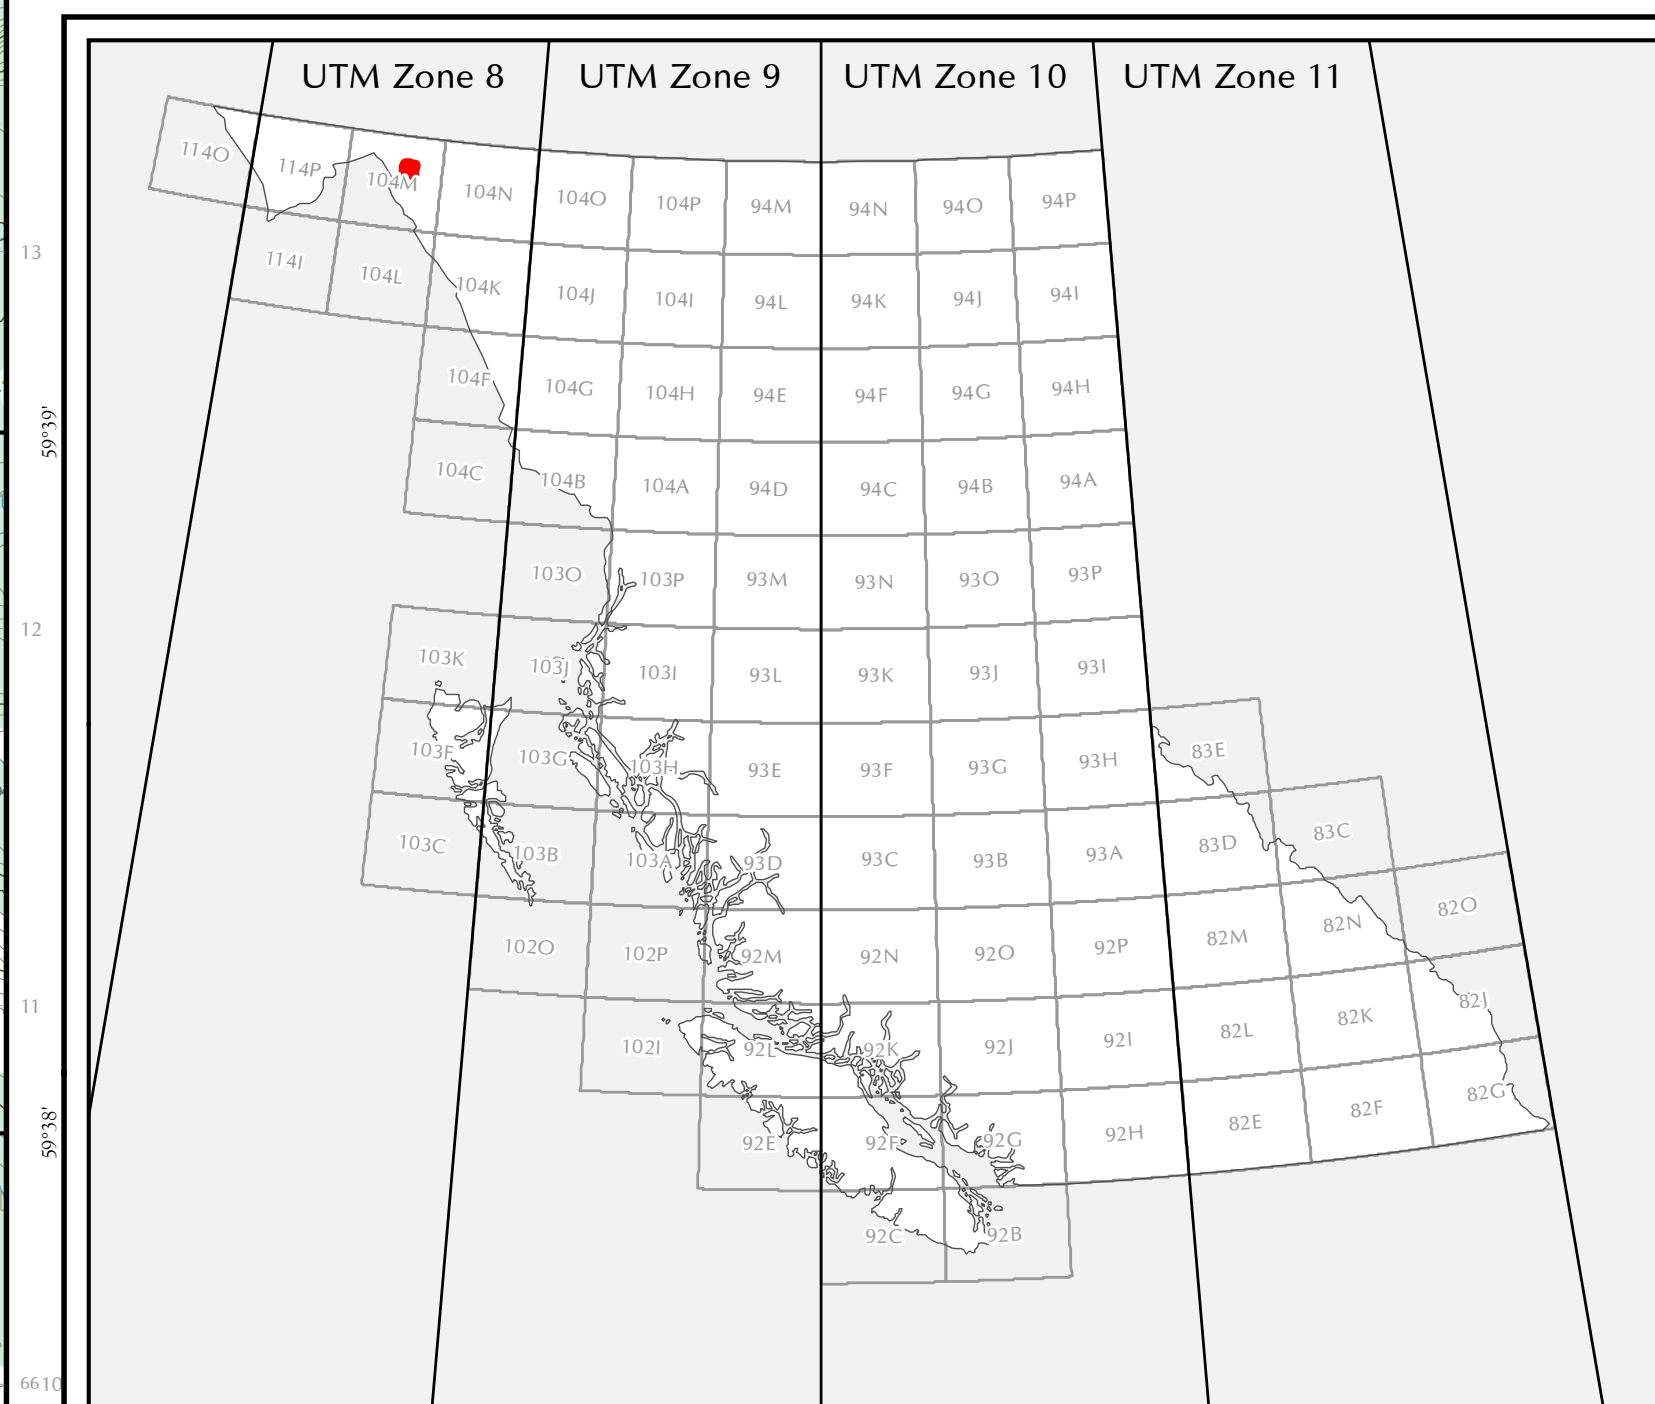 UTM Zone 8 UTM Zone 9 UTM Zone 10 UTM Zone 11
114O 114P 104M 104N 104O 104P 94M 94N 94O 94P
13
114I 104L 104K 104J 104I 94L 94K 94J 94I
104F 104G 104H 94E 94F 94G 94H
59°39'
104C 104B 104A 94D 94C 94B 94A
103O 103P 93M 93N 93O 93P
12
103K 103J 103I 93L 93K 93J 93I
103F 103G 103H 93E 93F 93G 93H 83E
103C 103B 103A 93D 93C 93B 93A 83D 83C
102O 102P 92M 92N 92O 92P 82M 82N 82O
11
102I 92L 92K 92J 92I 82L 82K 82J
59°38'
92E 92F 92G 92H 82E 82F 82G
92C 92B
6610